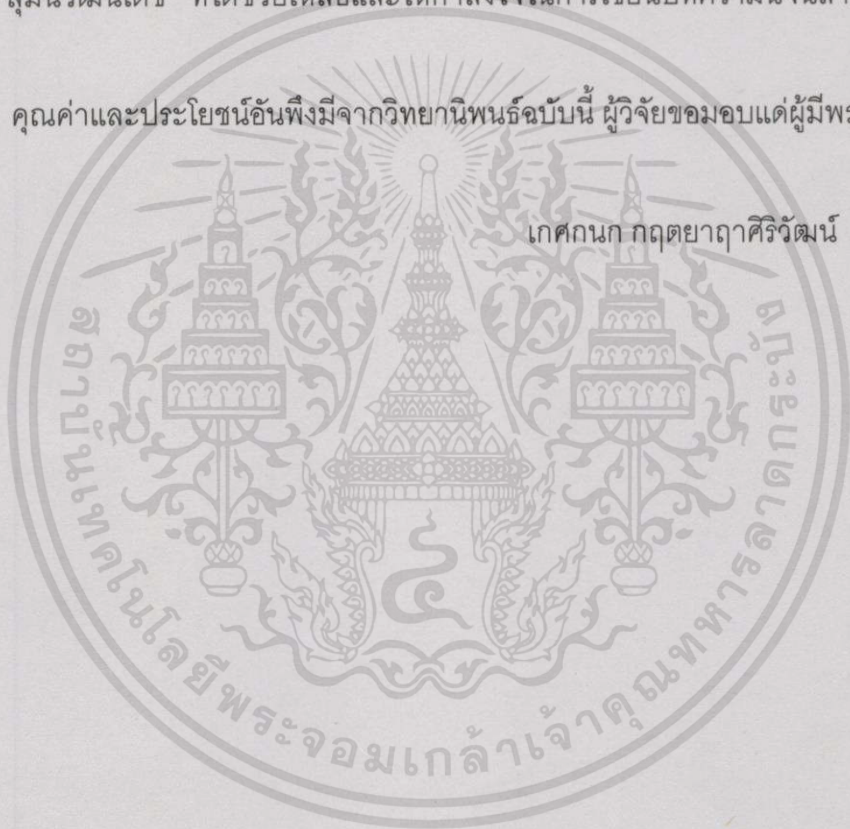 คุณค่าและประโยชน์อันพึงมีจากวิทยานิพนธ์ฉบับนี้ ผู้วิจัยขอมอบแด่ผู้มีพระ
เกศกนก กฤตยาฤาศิริวัฒน์
สถาบันเทคโนโลยีพระจอมเกล้าเจ้าคุณทหารลาดกระบัง
๔